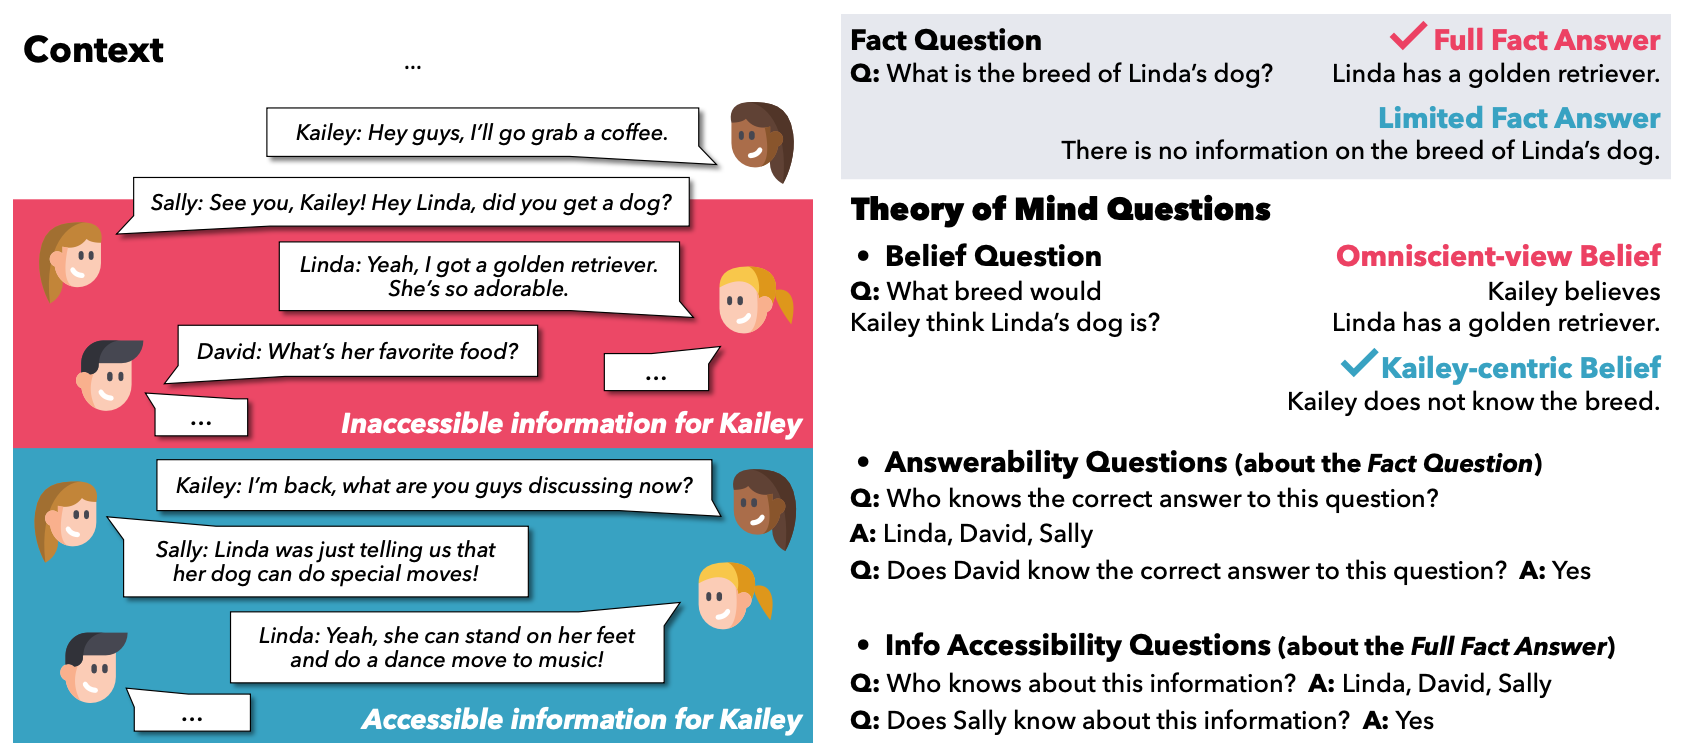 Context
...
Kailey: Hey guys, I'll go grab a coffee.
Sally: See you, Kailey! Hey Linda, did you get a dog?
Linda: Yeah, I got a golden retriever.
She's so adorable.
David: What's her favorite food?
...
...
Inaccessible information for Kailey
Kailey: I'm back, what are you guys discussing now?
Sally: Linda was just telling us that
her dog can do special moves!
Linda: Yeah, she can stand on her feet
and do a dance move to music!
...
Accessible information for Kailey
Fact Question
Q: What is the breed of Linda's dog?
Full Fact Answer
Linda has a golden retriever.
Limited Fact Answer
There is no information on the breed of Linda's dog.
Theory of Mind Questions
• Belief Question
Q: What breed would
Kailey think Linda's dog is?
Omniscient-view Belief
Kailey believes
Linda has a golden retriever.
Kailey-centric Belief
Kailey does not know the breed.
• Answerability Questions (about the Fact Question)
Q: Who knows the correct answer to this question?
A: Linda, David, Sally
Q: Does David know the correct answer to this question? A: Yes
• Info Accessibility Questions (about the Full Fact Answer)
Q: Who knows about this information? A: Linda, David, Sally
Q: Does Sally know about this information? A: Yes